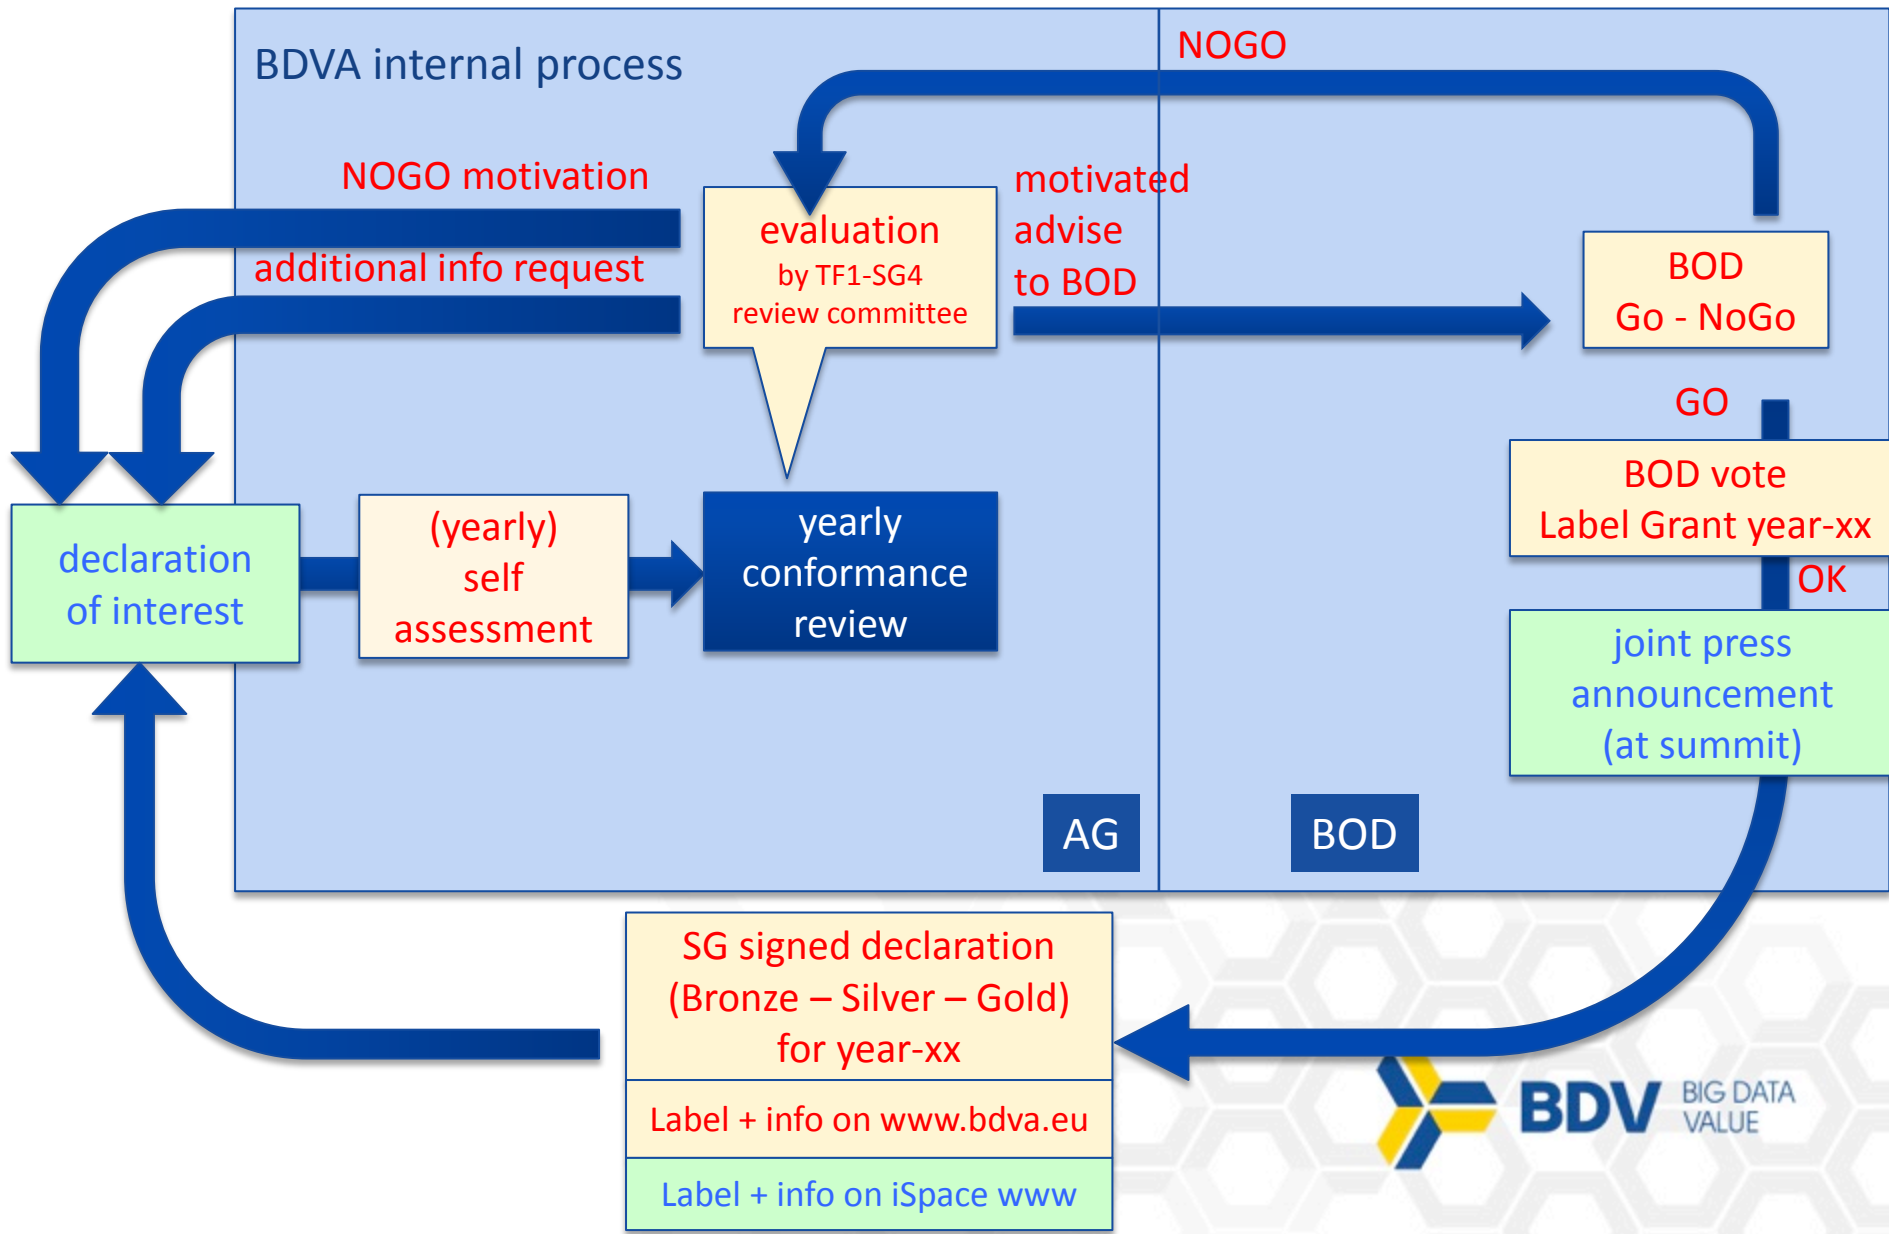 BDVA internal process
NOGO
NOGO motivation
additional info request
evaluation
by TF1-SG4
review committee
motivated
advise
to BOD
BOD
Go - NoGo
GO
BOD vote
Label Grant year-xx
OK
declaration
of interest
(yearly)
self
assessment
yearly
conformance
review
joint press
announcement
(at summit)
AG
BOD
SG signed declaration
(Bronze – Silver – Gold)
for year-xx
Label + info on www.bdva.eu
Label + info on iSpace www
BDV
BIG DATA
VALUE